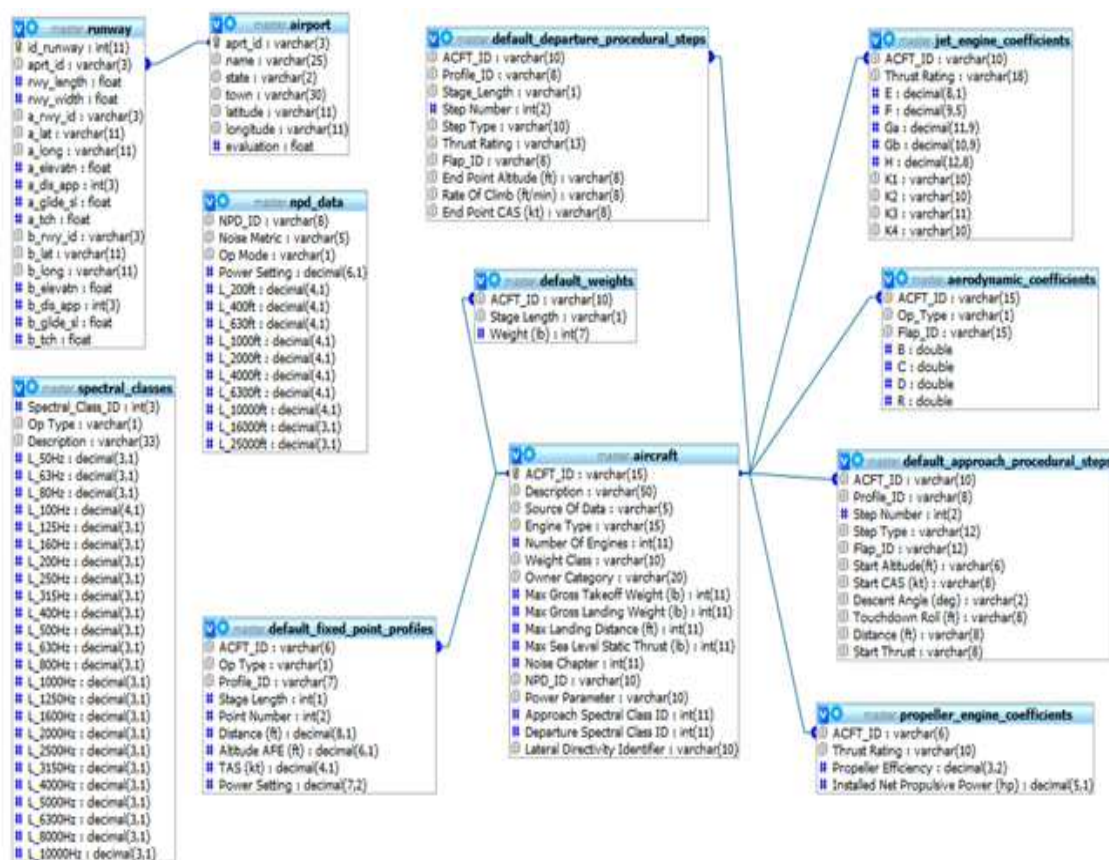 master.runway
id_runway : int(11)
aprt_id : varchar(3)
rwy_length : float
rwy_width : float
a_rwy_id : varchar(3)
a_lat : varchar(11)
a_long : varchar(11)
a_elevatn : float
a_dis_app : int(3)
a_glide_sl : float
a_tch : float
b_rwy_id : varchar(3)
b_lat : varchar(11)
b_long : varchar(11)
b_elevatn : float
b_dis_app : int(3)
b_glide_sl : float
b_tch : float
master.airport
aprt_id : varchar(3)
name : varchar(25)
state : varchar(2)
town : varchar(30)
latitude : varchar(11)
longitude : varchar(11)
evaluation : float
master.npd_data
NPD_ID : varchar(8)
Noise Metric : varchar(5)
Op Mode : varchar(1)
Power Setting : decimal(6,1)
L_200ft : decimal(4,1)
L_400ft : decimal(4,1)
L_630ft : decimal(4,1)
L_1000ft : decimal(4,1)
L_2000ft : decimal(4,1)
L_4000ft : decimal(4,1)
L_6300ft : decimal(4,1)
L_10000ft : decimal(4,1)
L_16000ft : decimal(3,1)
L_25000ft : decimal(3,1)
master.spectral_classes
Spectral_Class_ID : int(3)
Op Type : varchar(1)
Description : varchar(33)
L_50Hz : decimal(3,1)
L_63Hz : decimal(3,1)
L_80Hz : decimal(3,1)
L_100Hz : decimal(4,1)
L_125Hz : decimal(3,1)
L_160Hz : decimal(3,1)
L_200Hz : decimal(3,1)
L_250Hz : decimal(3,1)
L_315Hz : decimal(3,1)
L_400Hz : decimal(3,1)
L_500Hz : decimal(3,1)
L_630Hz : decimal(3,1)
L_800Hz : decimal(3,1)
L_1000Hz : decimal(3,1)
L_1250Hz : decimal(3,1)
L_1600Hz : decimal(3,1)
L_2000Hz : decimal(3,1)
L_2500Hz : decimal(3,1)
L_3150Hz : decimal(3,1)
L_4000Hz : decimal(3,1)
L_5000Hz : decimal(3,1)
L_6300Hz : decimal(3,1)
L_8000Hz : decimal(3,1)
L_10000Hz : decimal(3,1)
master.default_departure_procedural_steps
ACFT_ID : varchar(10)
Profile_ID : varchar(8)
Stage_Length : varchar(1)
Step Number : int(2)
Step Type : varchar(10)
Thrust Rating : varchar(13)
Flap_ID : varchar(8)
End Point Altitude (ft) : varchar(8)
Rate Of Climb (ft/min) : varchar(8)
End Point CAS (kt) : varchar(8)
master.default_weights
ACFT_ID : varchar(10)
Stage Length : varchar(1)
Weight (lb) : int(7)
master.aircraft
ACFT_ID : varchar(15)
Description : varchar(50)
Source Of Data : varchar(5)
Engine Type : varchar(15)
Number Of Engines : int(11)
Weight Class : varchar(10)
Owner Category : varchar(20)
Max Gross Takeoff Weight (lb) : int(11)
Max Gross Landing Weight (lb) : int(11)
Max Landing Distance (ft) : int(11)
Max Sea Level Static Thrust (lb) : int(11)
Noise Chapter : int(11)
NPD_ID : varchar(10)
Power Parameter : varchar(10)
Approach Spectral Class ID : int(11)
Departure Spectral Class ID : int(11)
Lateral Directivity Identifier : varchar(10)
master.default_fixed_point_profiles
ACFT_ID : varchar(6)
Op Type : varchar(1)
Profile_ID : varchar(7)
Stage Length : int(1)
Point Number : int(2)
Distance (ft) : decimal(8,1)
Altitude AFE (ft) : decimal(6,1)
TAS (kt) : decimal(4,1)
Power Setting : decimal(7,2)
master.jet_engine_coefficients
ACFT_ID : varchar(10)
Thrust Rating : varchar(18)
E : decimal(8,1)
F : decimal(9,5)
Ga : decimal(11,9)
Gb : decimal(10,9)
H : decimal(12,8)
K1 : varchar(10)
K2 : varchar(10)
K3 : varchar(11)
K4 : varchar(10)
master.aerodynamic_coefficients
ACFT_ID : varchar(15)
Op_Type : varchar(1)
Flap_ID : varchar(15)
B : double
C : double
D : double
R : double
master.default_approach_procedural_steps
ACFT_ID : varchar(10)
Profile_ID : varchar(8)
Step Number : int(2)
Step Type : varchar(12)
Flap_ID : varchar(12)
Start Altitude(ft) : varchar(6)
Start CAS (kt) : varchar(8)
Descent Angle (deg) : varchar(2)
Touchdown Roll (ft) : varchar(8)
Distance (ft) : varchar(8)
Start Thrust : varchar(8)
master.propeller_engine_coefficients
ACFT_ID : varchar(6)
Thrust Rating : varchar(10)
Propeller Efficiency : decimal(3,2)
Installed Net Propulsive Power (hp) : decimal(5,1)